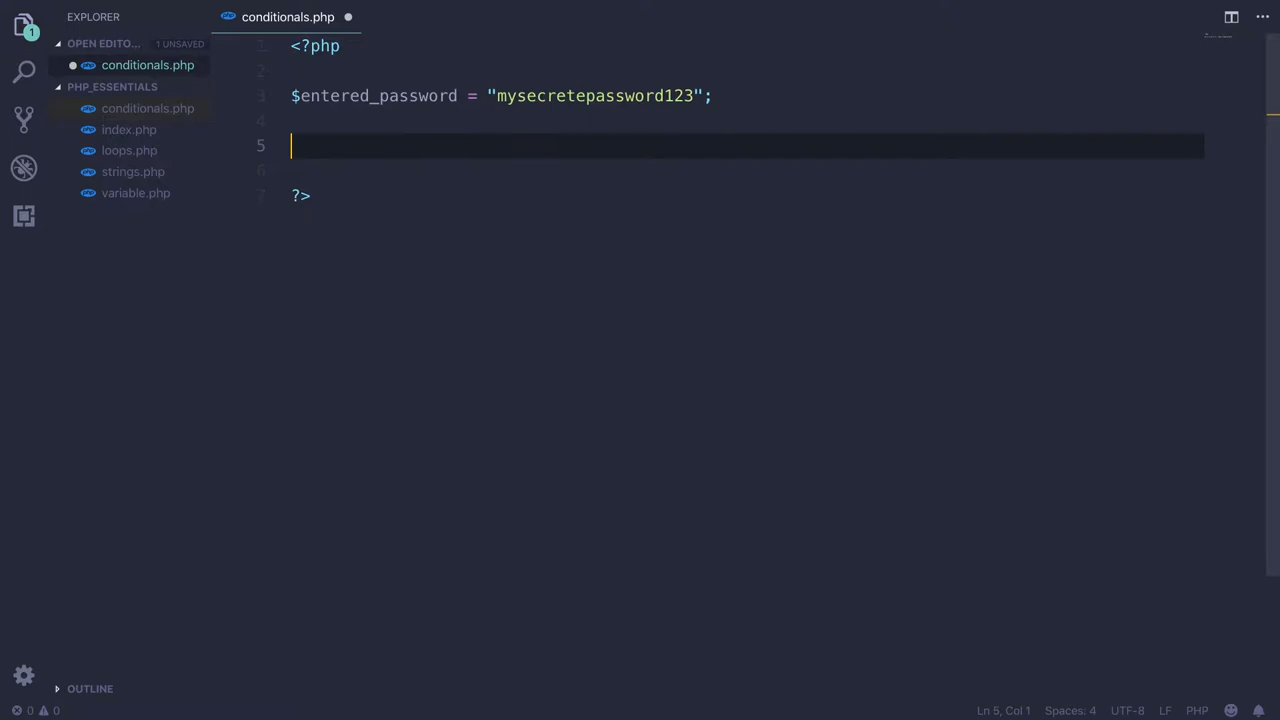 EXPLORER
conditionals.php
OPEN EDITO... 1 UNSAVED
conditionals.php
PHP_ESSENTIALS
conditionals.php
index.php
loops.php
strings.php
variable.php
1 <?php
2
3 $entered_password = "mysecretepassword123";
4
5
6
7 ?>
OUTLINE
0 0
Ln 5, Col 1 Spaces: 4 UTF-8 LF PHP
1